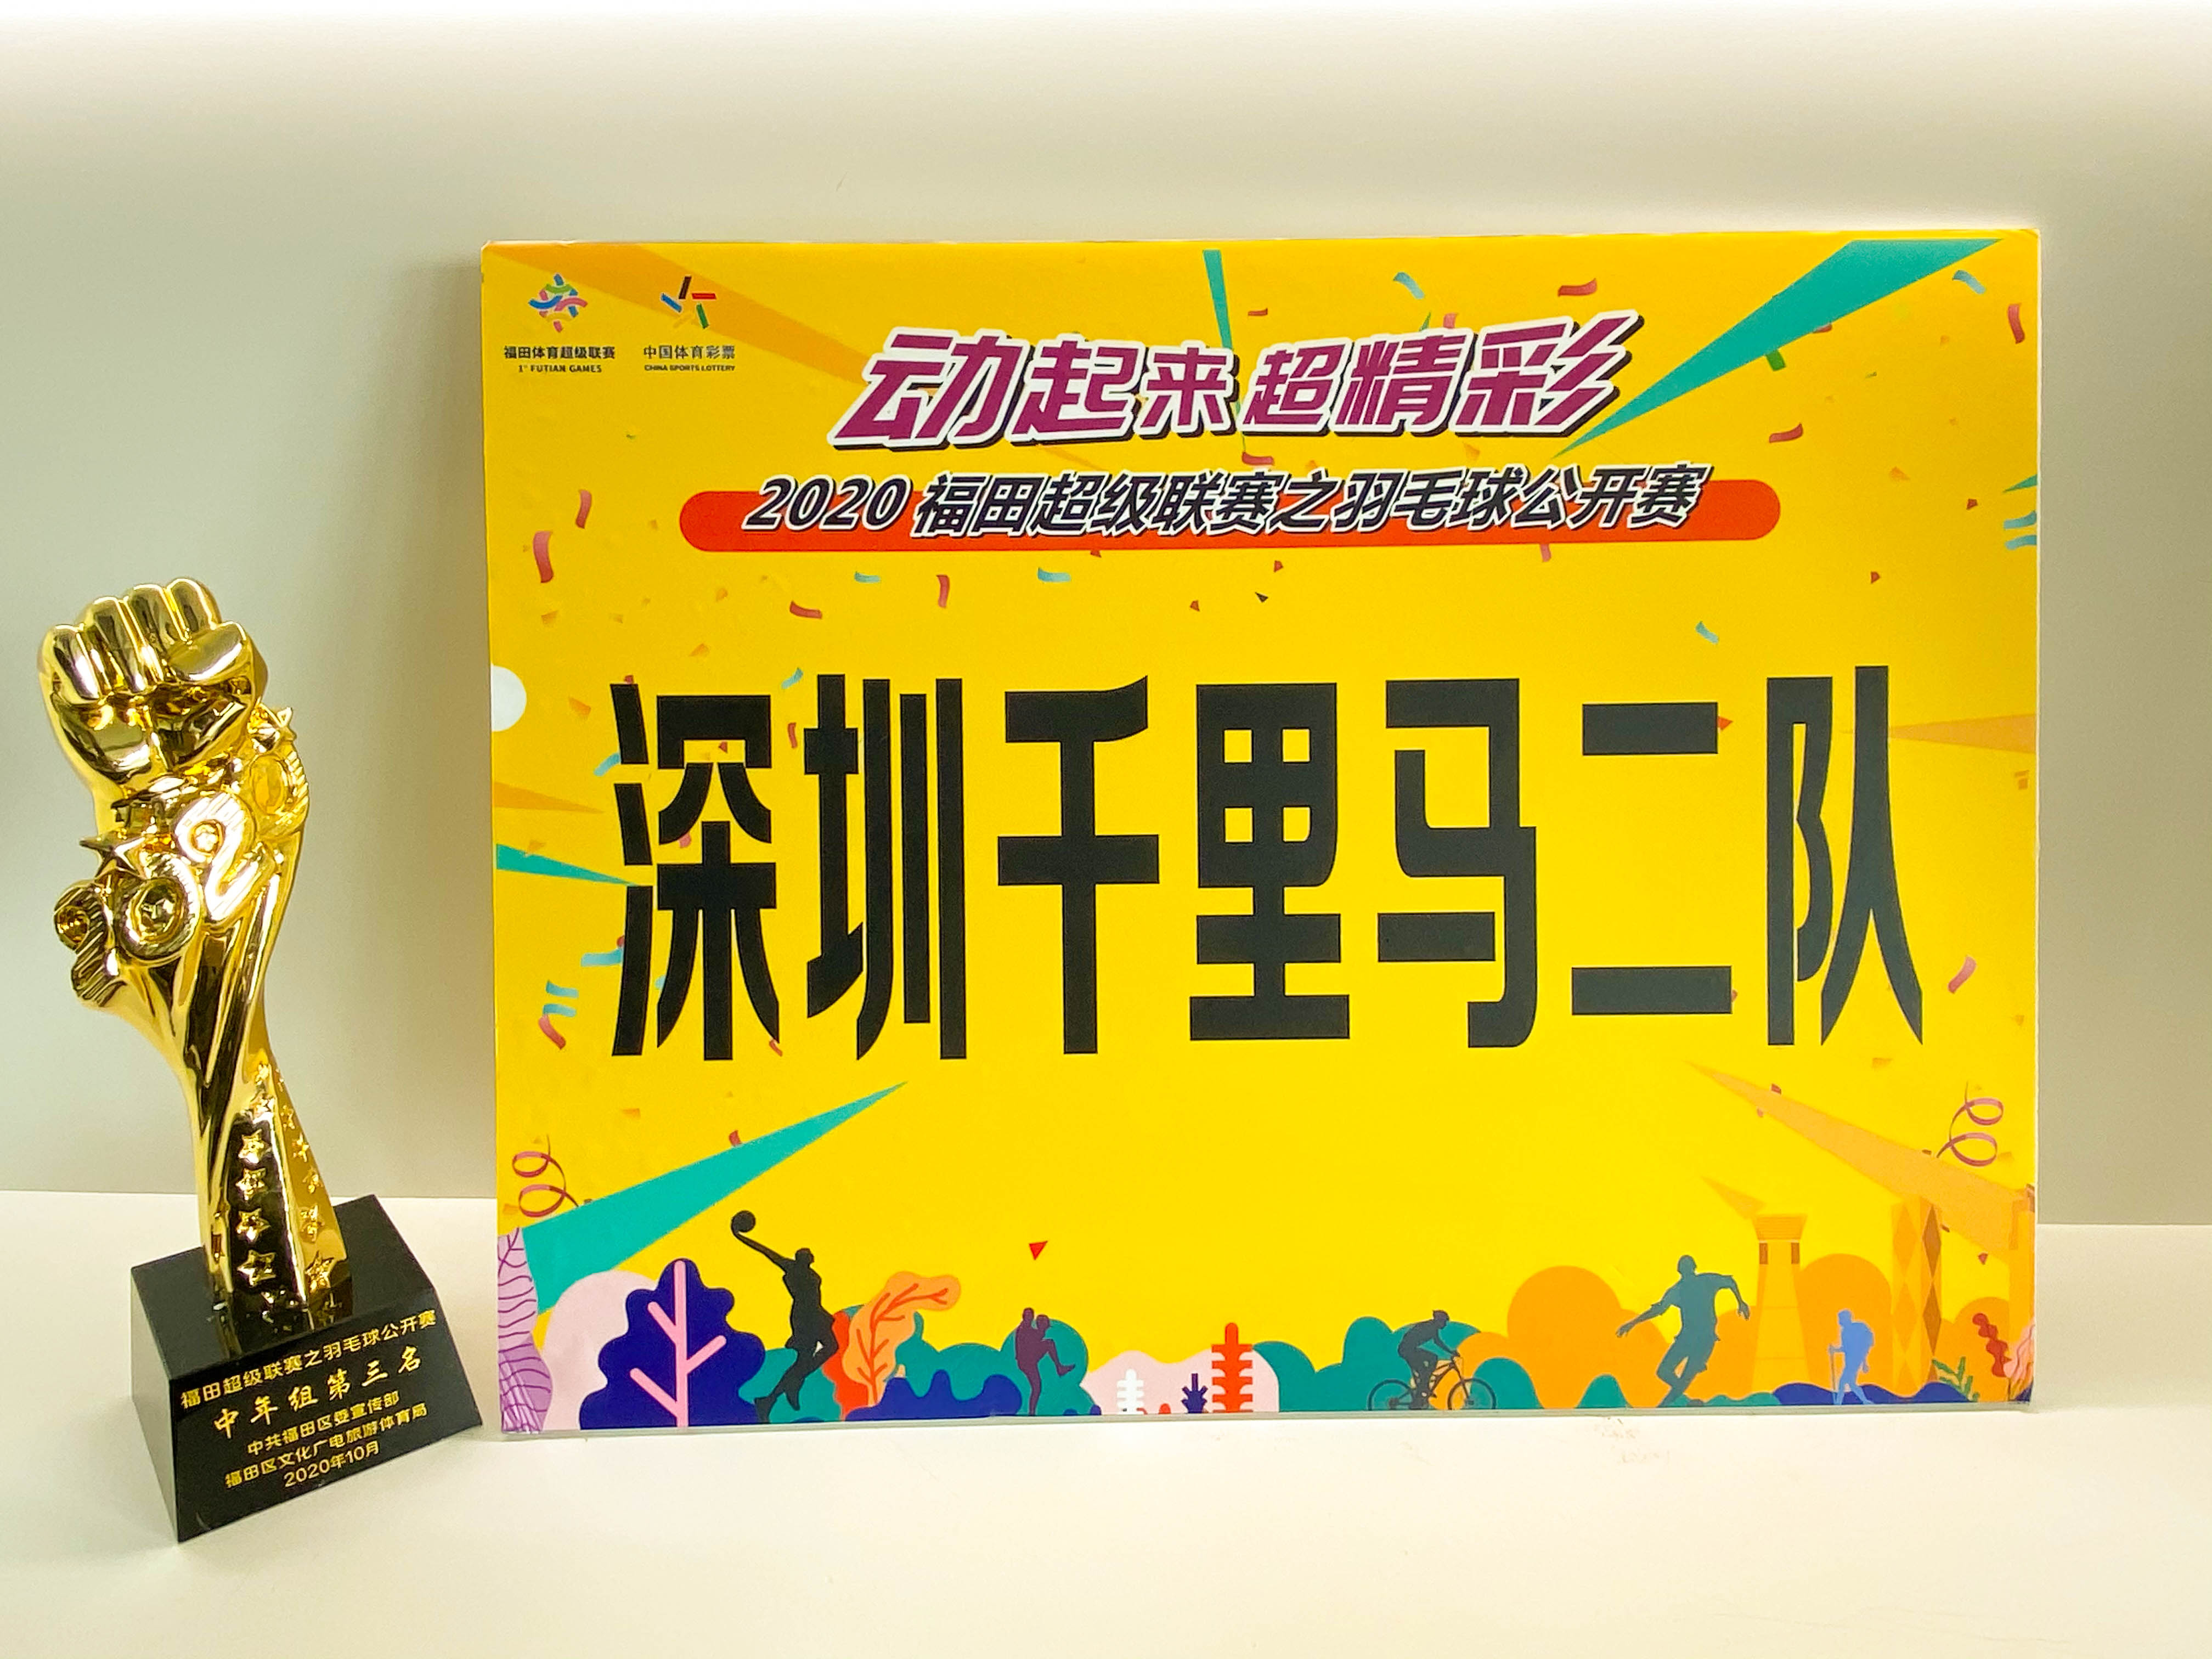 福田体育超级联赛
1st FUTIAN GAMES
中国体育彩票
CHINA SPORTS LOTTERY
动起来 超精彩
2020 福田超级联赛之羽毛球公开赛
深圳千里马二队
2020
福田超级联赛之羽毛球公开赛
中年组第三名
中共福田区委宣传部
福田区文化广电旅游体育局
2020年10月